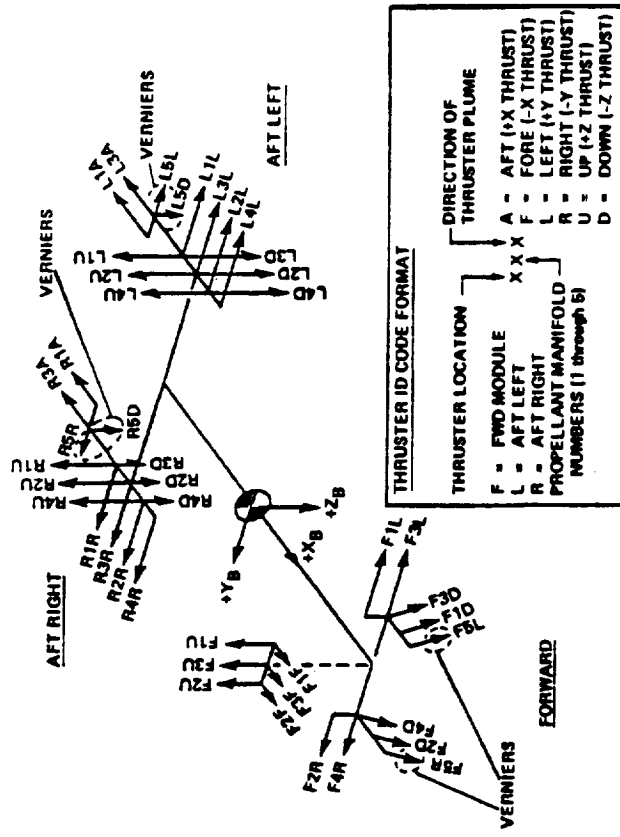 VERNIERS
AFT RIGHT
R4U
R2U
R1U
R5R
R3A
R1A
R5D
R3D
R2D
R4D
R1R
R3R
R2R
R4R
L1A
L3A
VERNIERS
L5L
L5D
L1U
L2U
L4U
L1L
L3L
L2L
L4L
L3D
L2D
L4D
AFT LEFT
+YB
+ZB
+XB
F1U
F3U
F2U
F1F
F3F
F2F
F1L
F3L
F3D
F1D
F5L
F2R
F4R
F4D
F2D
F5R
VERNIERS
FORWARD
THRUSTER ID CODE FORMAT
THRUSTER LOCATION
DIRECTION OF
THRUSTER PLUME
X X X
F = FWD MODULE
L = AFT LEFT
R = AFT RIGHT
PROPELLANT MANIFOLD
NUMBERS (1 through 5)
A = AFT (+X THRUST)
F = FORE (-X THRUST)
L = LEFT (+Y THRUST)
R = RIGHT (-Y THRUST)
U = UP (+Z THRUST)
D = DOWN (-Z THRUST)